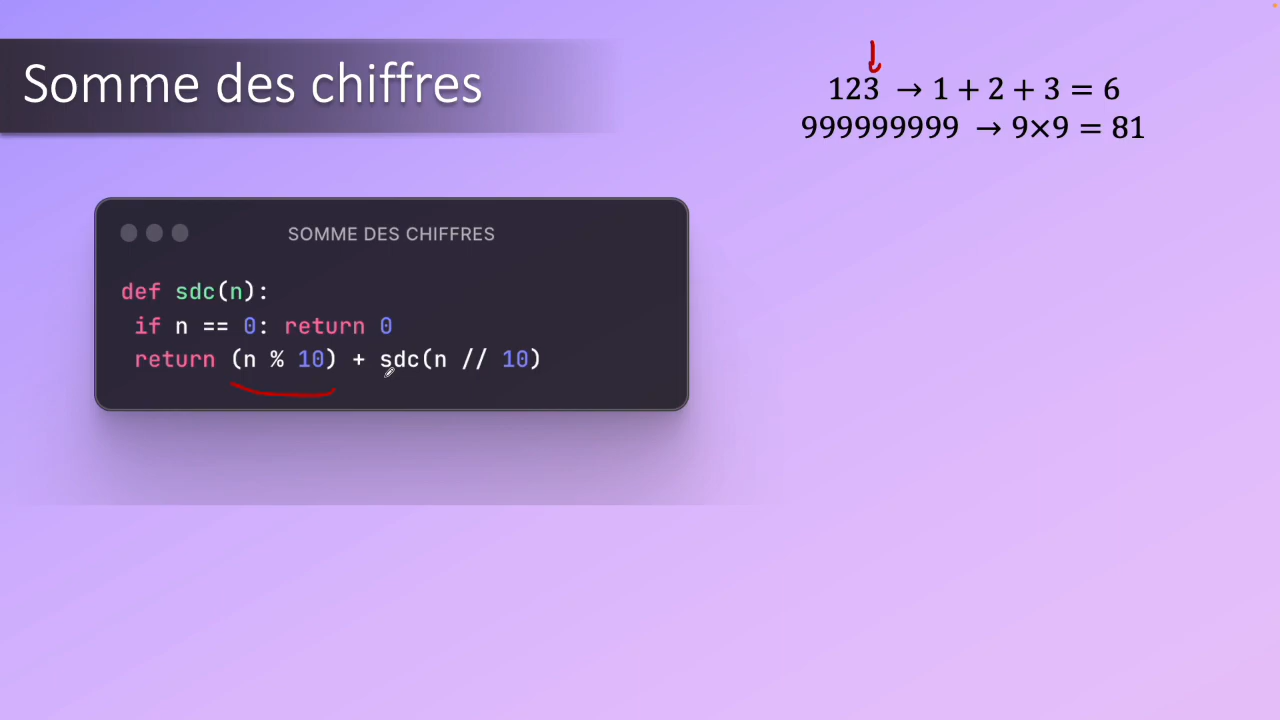 Somme des chiffres
123 → 1 + 2 + 3 = 6
999999999 → 9×9 = 81
SOMME DES CHIFFRES
def sdc(n):
if n == 0: return 0
return (n % 10) + sdc(n // 10)